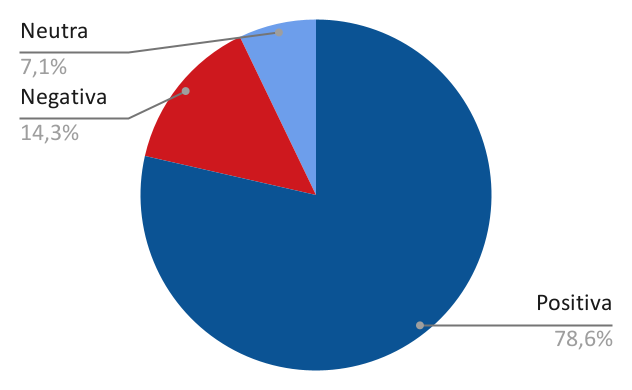 Neutra
7,1%
Negativa
14,3%
Positiva
78,6%